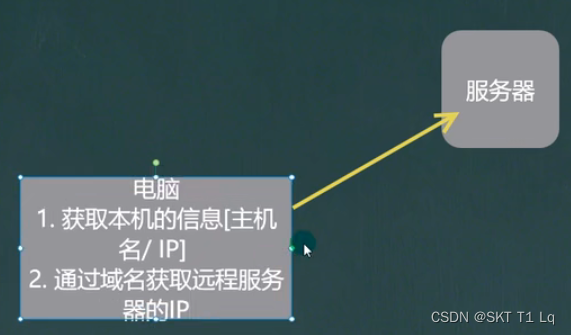 服务器
电脑
1. 获取本机的信息[主机
名/ IP]
2. 通过域名获取远程服务
器的IP
CSDN @SKT T1 Lq